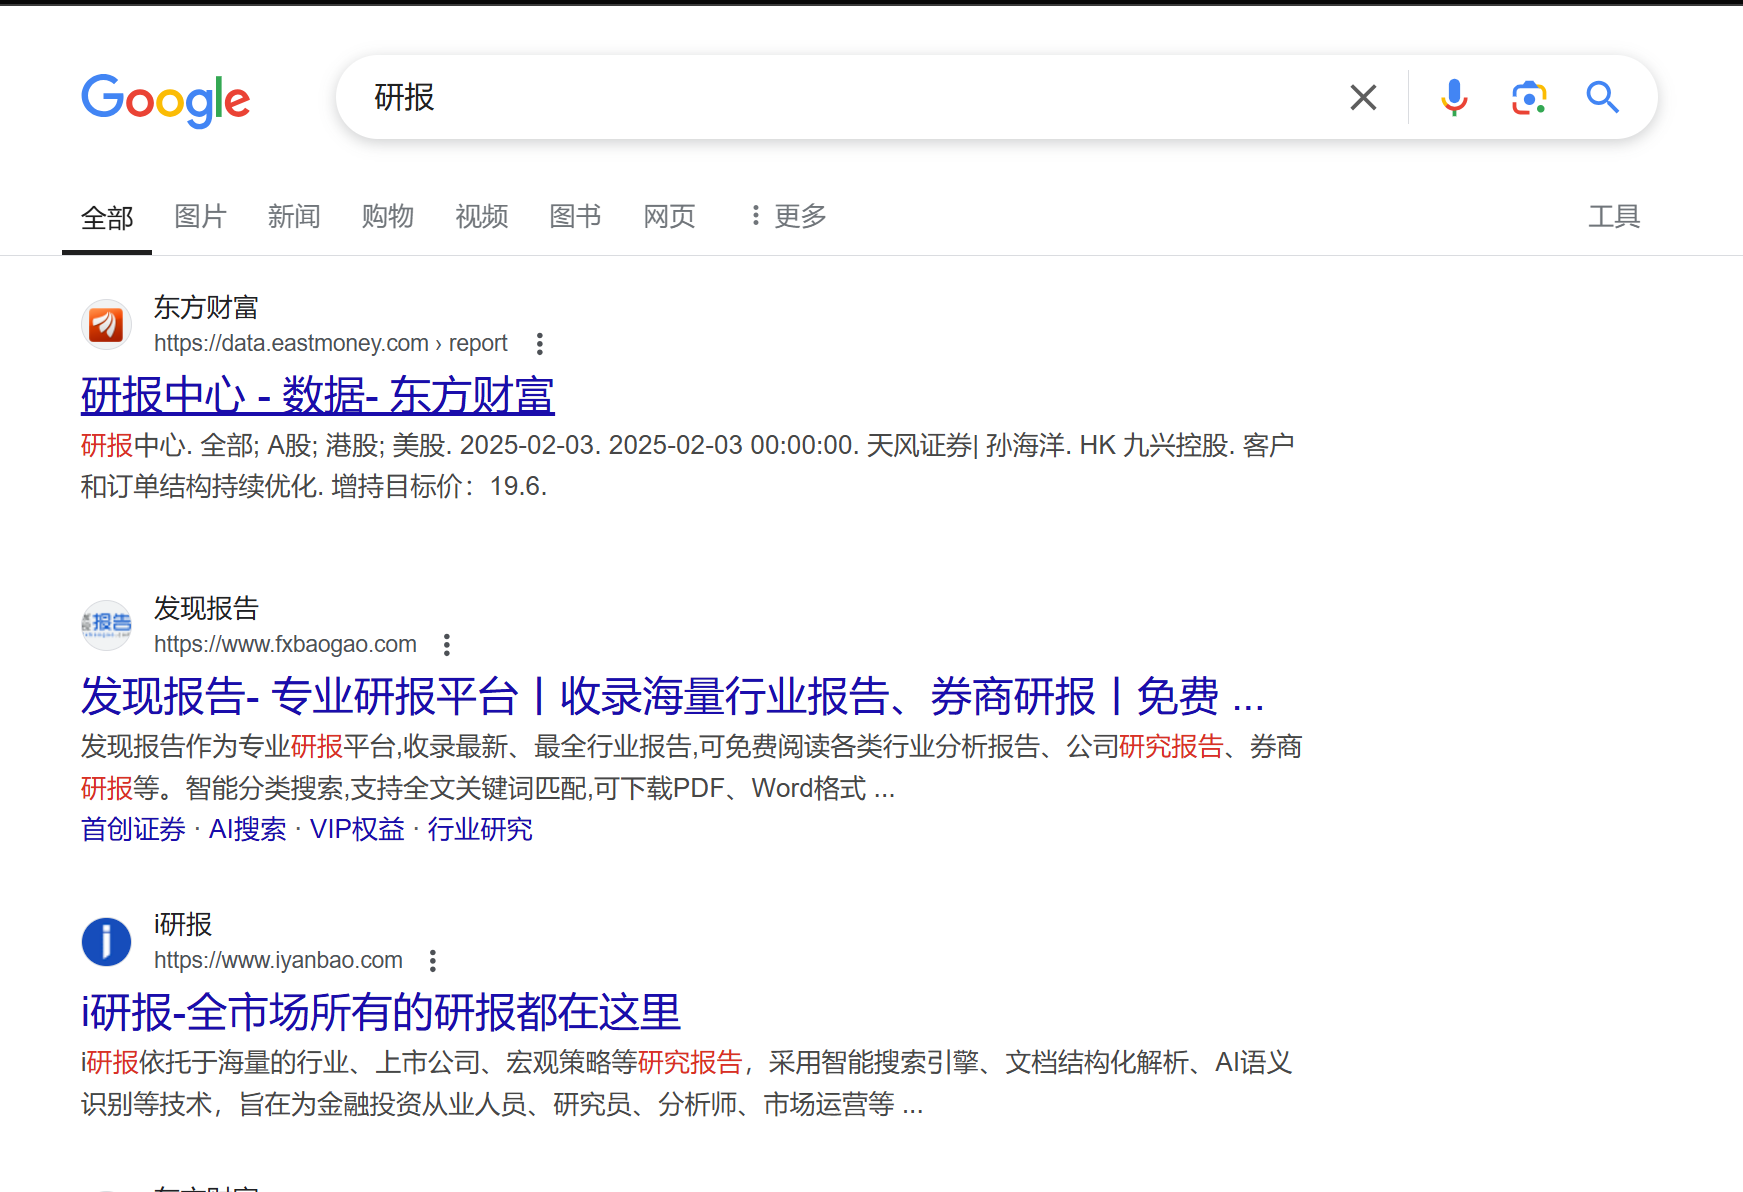 Google
研报
全部 图片 新闻 购物 视频 图书 网页 更多 工具
东方财富
https://data.eastmoney.com › report
研报中心 - 数据- 东方财富
研报中心. 全部; A股; 港股; 美股. 2025-02-03. 2025-02-03 00:00:00. 天风证券| 孙海洋. HK 九兴控股. 客户
和订单结构持续优化. 增持目标价：19.6.
报告
发现报告
https://www.fxbaogao.com
发现报告- 专业研报平台丨收录海量行业报告、券商研报丨免费 ...
发现报告作为专业研报平台,收录最新、最全行业报告,可免费阅读各类行业分析报告、公司研究报告、券商
研报等。智能分类搜索,支持全文关键词匹配,可下载PDF、Word格式 ...
首创证券 · AI搜索 · VIP权益 · 行业研究
i研报
https://www.iyanbao.com
i研报-全市场所有的研报都在这里
i研报依托于海量的行业、上市公司、宏观策略等研究报告，采用智能搜索引擎、文档结构化解析、AI语义
识别等技术，旨在为金融投资从业人员、研究员、分析师、市场运营等 ...